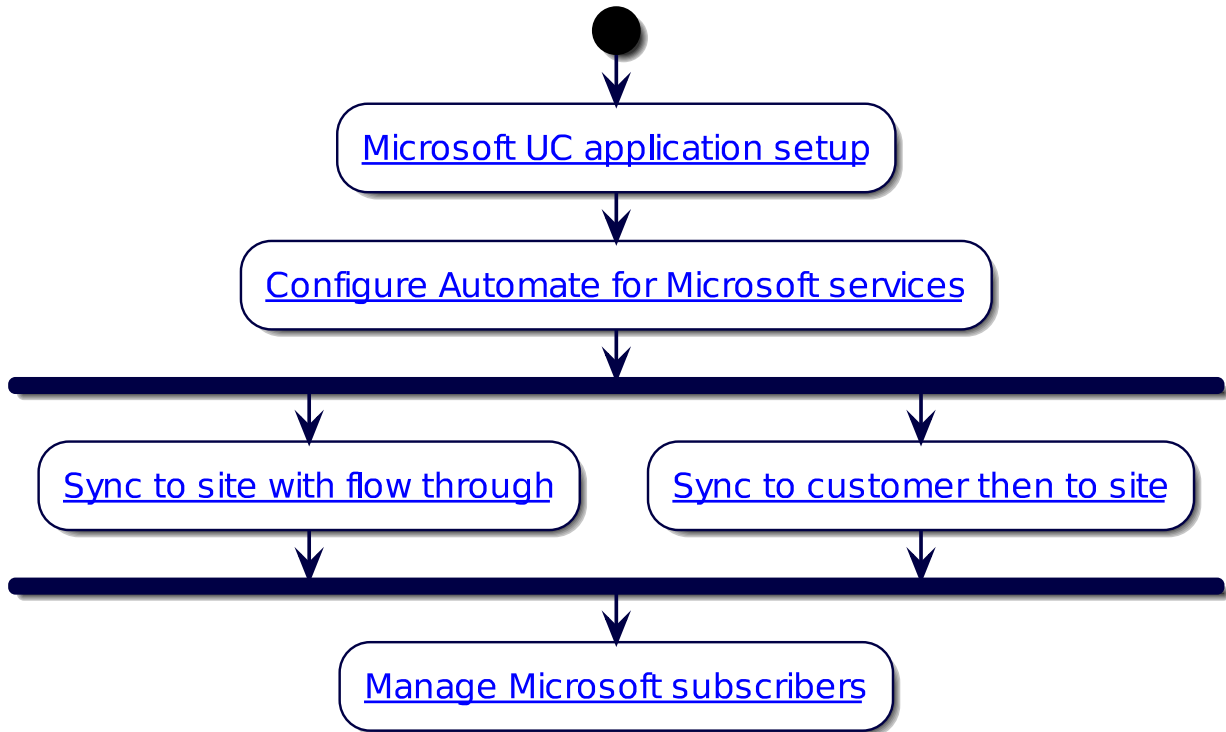 Microsoft UC application setup
Configure Automate for Microsoft services
Sync to site with flow through
Sync to customer then to site
Manage Microsoft subscribers